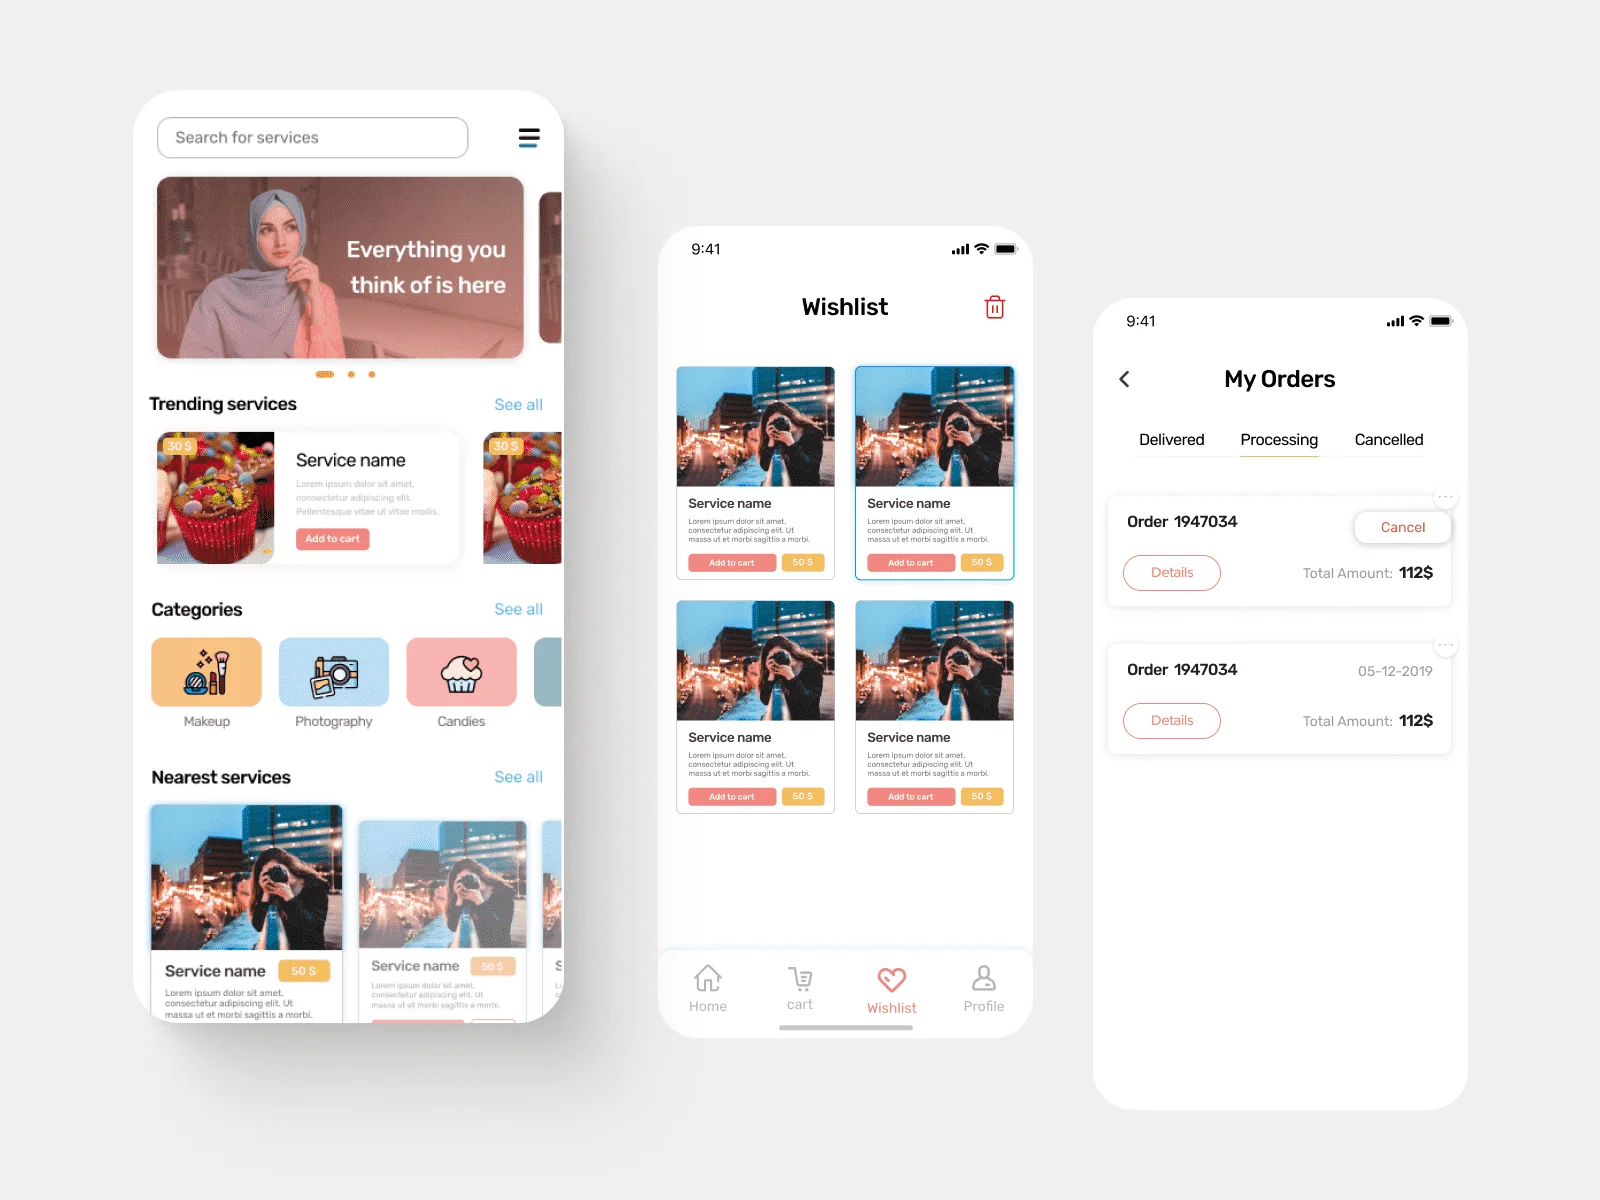 Search for services
Everything you
think of is here
Trending services
See all
30 $
Service name
Lorem ipsum dolor sit amet,
consectetur adipiscing elit.
Pellentesque vitae ut vitae mollis.
Add to cart
30 $
Categories
See all
Makeup
Photography
Candies
Nearest services
See all
Service name
50 $
Lorem ipsum dolor sit amet,
consectetur adipiscing elit. Ut
massa ut et morbi sagittis a morbi.
Service name
50 $
Lorem ipsum dolor sit amet,
consectetur adipiscing elit. Ut
massa ut et morbi sagittis a morbi.
S
9:41
Wishlist
Service name
Lorem ipsum dolor sit amet,
consectetur adipiscing elit. Ut
massa ut et morbi sagittis a morbi.
Add to cart
50 $
Service name
Lorem ipsum dolor sit amet,
consectetur adipiscing elit. Ut
massa ut et morbi sagittis a morbi.
Add to cart
50 $
Service name
Lorem ipsum dolor sit amet,
consectetur adipiscing elit. Ut
massa ut et morbi sagittis a morbi.
Add to cart
50 $
Service name
Lorem ipsum dolor sit amet,
consectetur adipiscing elit. Ut
massa ut et morbi sagittis a morbi.
Add to cart
50 $
Home
cart
Wishlist
Profile
9:41
My Orders
Delivered
Processing
Cancelled
Order 1947034
Cancel
Details
Total Amount: 112$
Order 1947034
05-12-2019
Details
Total Amount: 112$